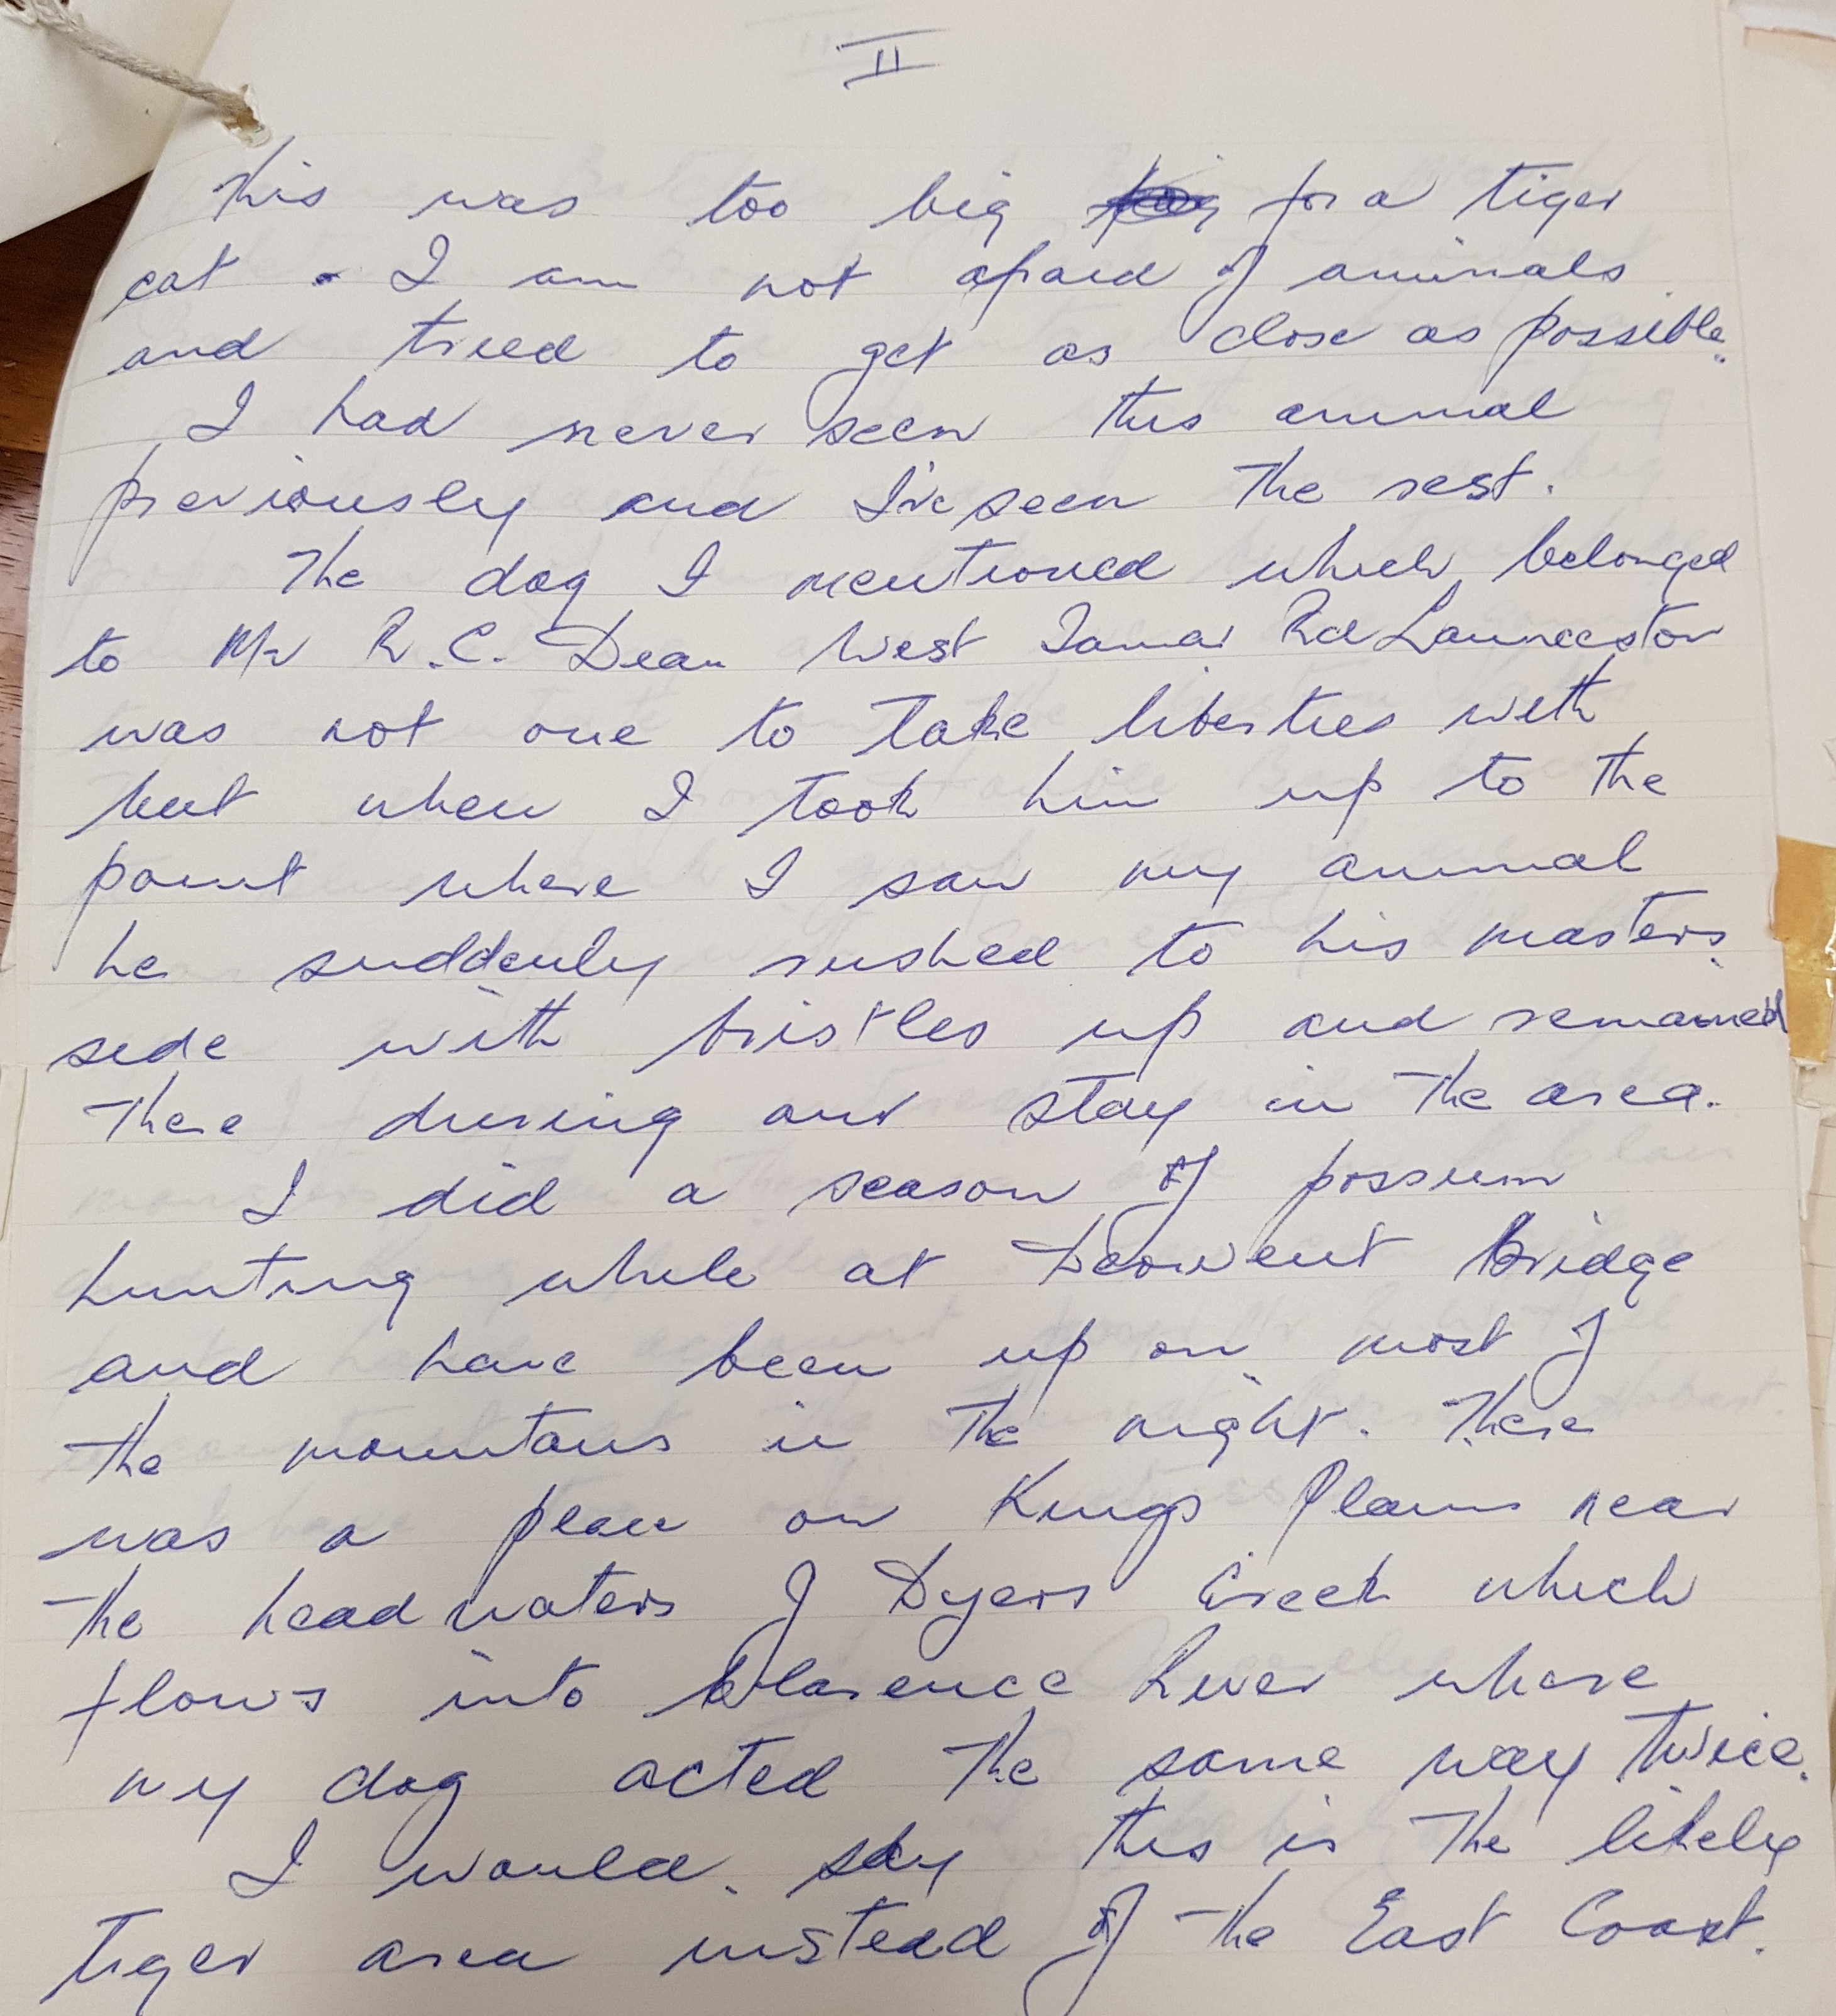 II
This was too big for a tiger
cat. I am not afraid of animals
and tried to get as close as possible.
I had never seen this animal
previously and I've seen the rest.
The dog I mentioned which belonged
to Mr R.C. Dean West Tamar Rd Launceston
was not one to take liberties with
but when I took him up to the
point where I saw my animal
he suddenly rushed to his masters
side with bristles up and remained
there during our stay in the area.
I did a season of possum
hunting while at Derwent Bridge
and have been up on most of
the mountains in the night. There
was a place on Kings Plains near
the head waters of Dyers Creek which
flows into Clarence River where
my dog acted the same way twice.
I would say this is the likely
tiger area instead of the East Coast.